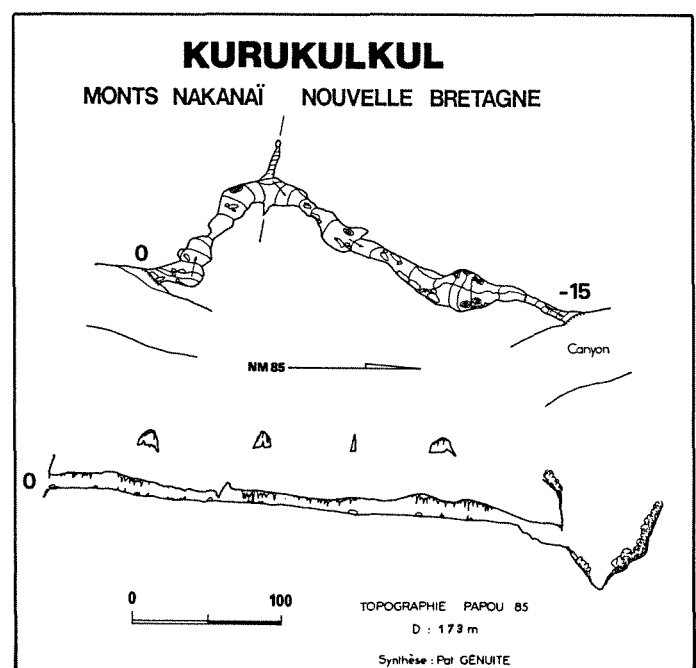 KURUKULKUL
MONTS NAKANAÏ NOUVELLE BRETAGNE
0
-15
Canyon
NM 85
0
0 100
TOPOGRAPHIE PAPOU 85
D : 173 m
Synthèse : Pat GENUITE